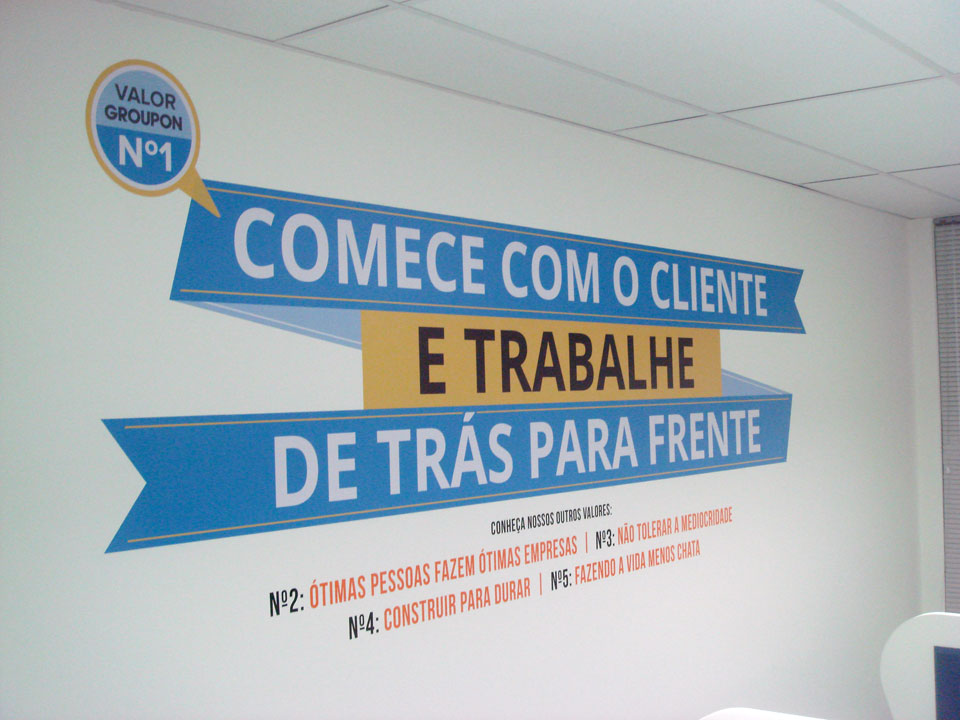 VALOR
GROUPON
Nº1
COMECE COM O CLIENTE
E TRABALHE
DE TRÁS PARA FRENTE
CONHEÇA NOSSOS OUTROS VALORES:
Nº2: ÓTIMAS PESSOAS FAZEM ÓTIMAS EMPRESAS | Nº3: NÃO TOLERAR A MEDIOCRIDADE
Nº4: CONSTRUIR PARA DURAR | Nº5: FAZENDO A VIDA MENOS CHATA